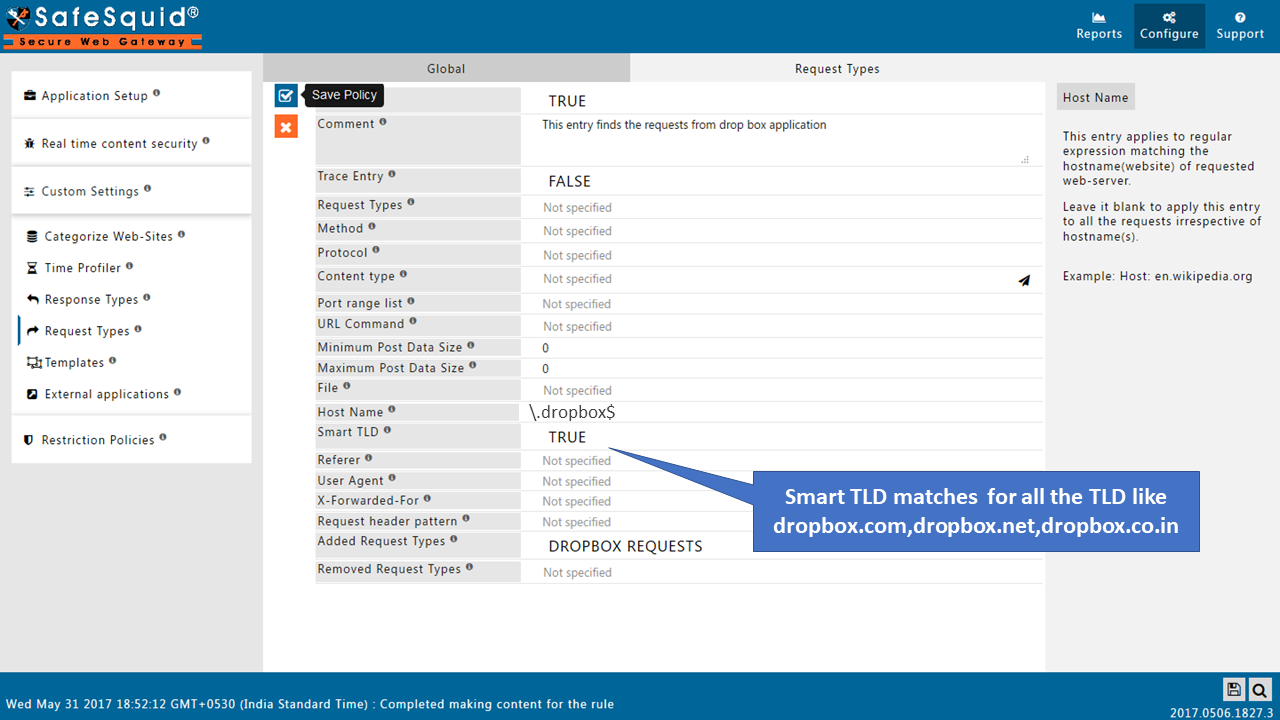 SafeSquid®
Secure Web Gateway
Reports
Configure
Support
Application Setup
Real time content security
Custom Settings
Categorize Web-Sites
Time Profiler
Response Types
Request Types
Templates
External applications
Restriction Policies
Global
Request Types
Save Policy
TRUE
Comment
This entry finds the requests from drop box application
Trace Entry
FALSE
Request Types
Not specified
Method
Not specified
Protocol
Not specified
Content type
Not specified
Port range list
Not specified
URL Command
Not specified
Minimum Post Data Size
0
Maximum Post Data Size
0
File
Not specified
Host Name
\.dropbox$
Smart TLD
TRUE
Referer
Not specified
User Agent
Not specified
X-Forwarded-For
Not specified
Request header pattern
Not specified
Added Request Types
DROPBOX REQUESTS
Removed Request Types
Not specified
Smart TLD matches for all the TLD like
dropbox.com,dropbox.net,dropbox.co.in
Host Name
This entry applies to regular
expression matching the
hostname(website) of requested
web-server.
Leave it blank to apply this entry
to all the requests irrespective of
hostname(s).
Example: Host: en.wikipedia.org
Wed May 31 2017 18:52:12 GMT+0530 (India Standard Time) : Completed making content for the rule
2017.0506.1827.3